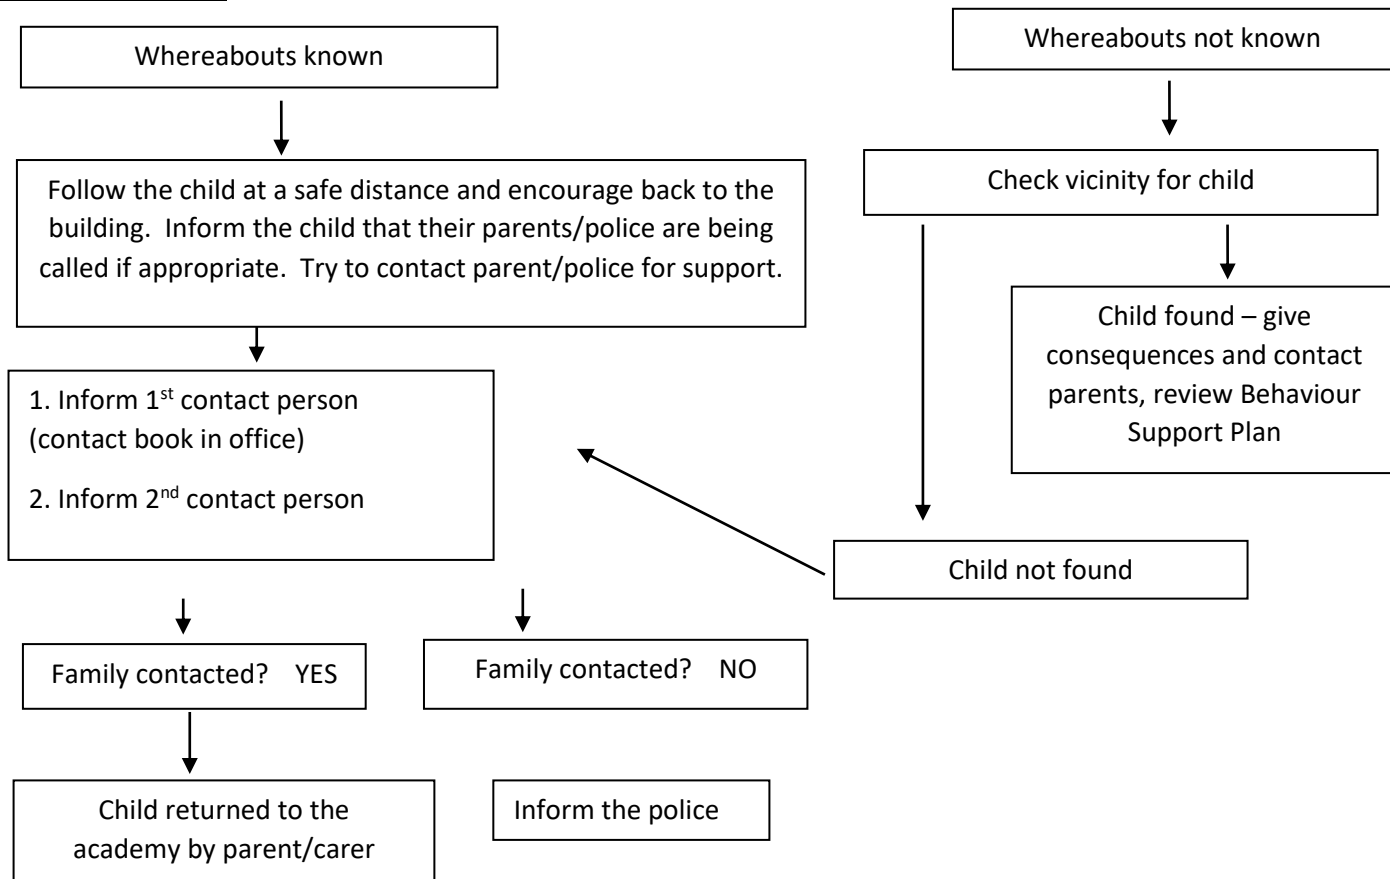 Whereabouts known
Follow the child at a safe distance and encourage back to the
building.  Inform the child that their parents/police are being
called if appropriate.  Try to contact parent/police for support.
1. Inform 1st contact person
(contact book in office)
2. Inform 2nd contact person
Family contacted?    YES
Child returned to the
academy by parent/carer
Family contacted?    NO
Inform the police
Whereabouts not known
Check vicinity for child
Child found – give
consequences and contact
parents, review Behaviour
Support Plan
Child not found